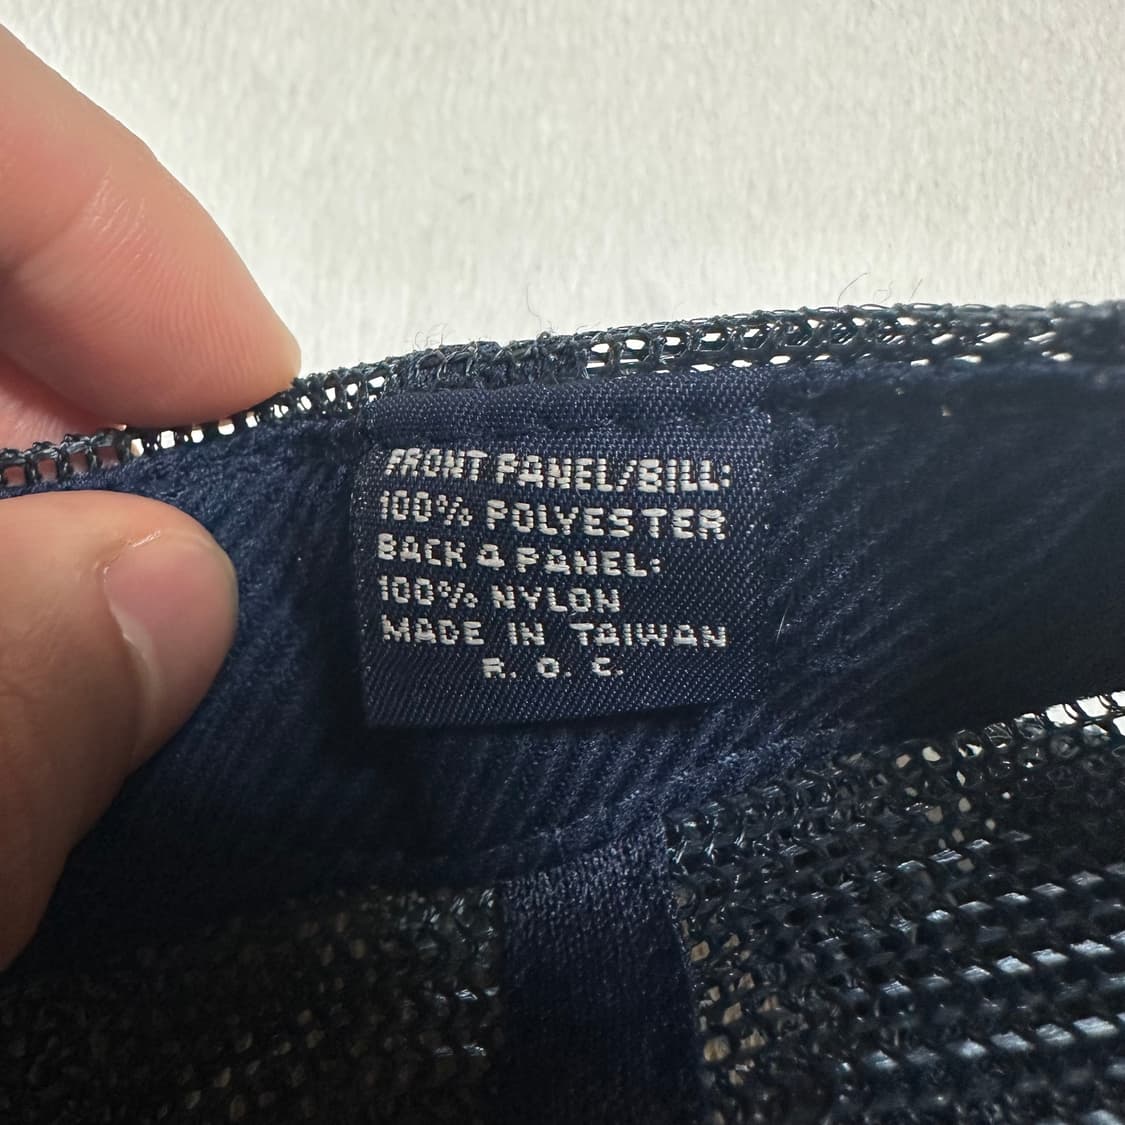 FRONT PANEL/BILL:
100% POLYESTER
BACK & PANEL:
100% NYLON
MADE IN TAIWAN
R. O. C.